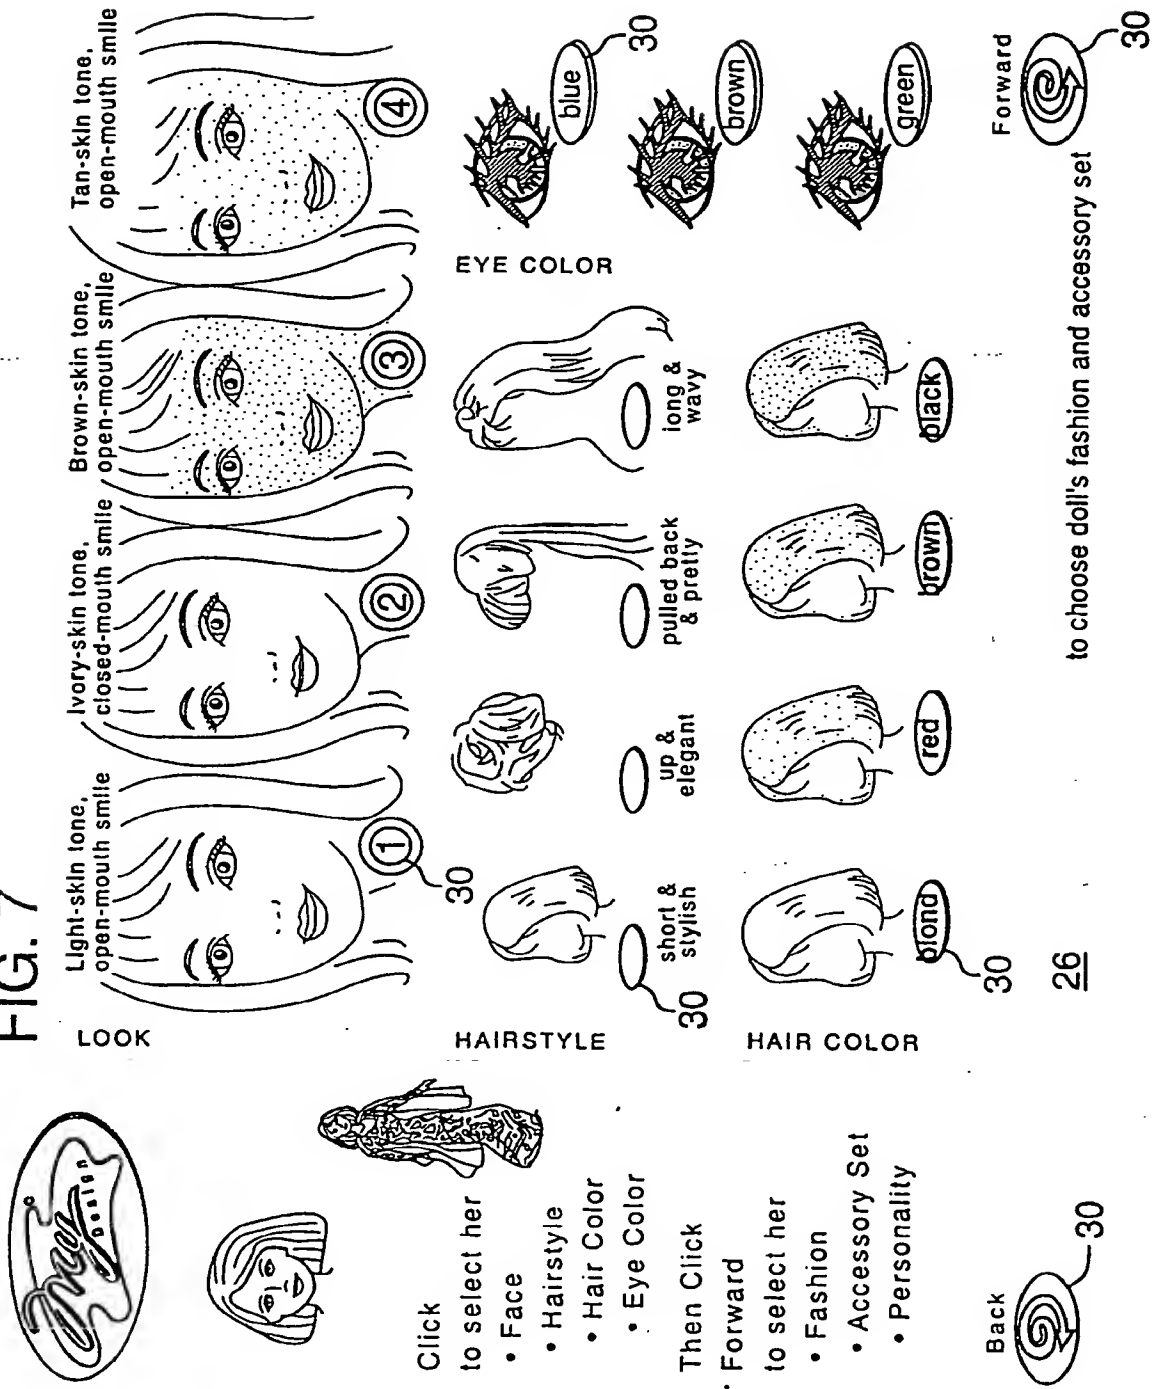 FIG. 7
My
Design
Click
to select her
• Face
• Hairstyle
• Hair Color
• Eye Color
Then Click
• Forward
to select her
• Fashion
• Accessory Set
• Personality
Back
30
LOOK
Light-skin tone,
open-mouth smile
Ivory-skin tone,
closed-mouth smile
Brown-skin tone,
open-mouth smile
Tan-skin tone,
open-mouth smile
1
2
3
4
30
HAIRSTYLE
short &
stylish
up &
elegant
pulled back
& pretty
long &
wavy
30
EYE COLOR
blue
30
brown
green
HAIR COLOR
blond
red
brown
black
30
26
to choose doll's fashion and accessory set
Forward
30